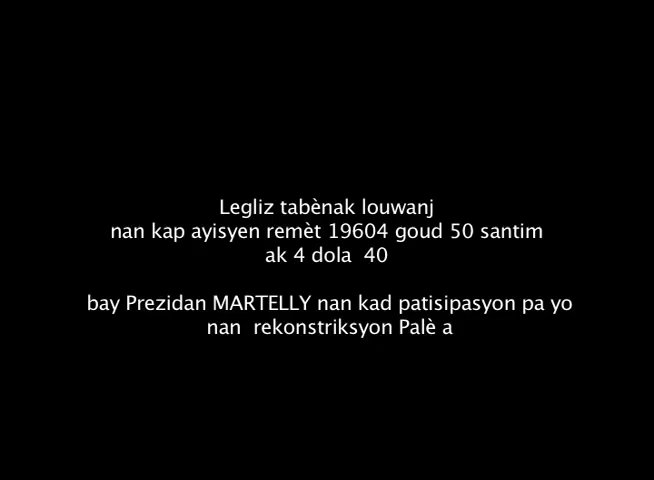 Legliz tabènak louwanj
nan kap ayisyen remèt 19604 goud 50 santim
ak 4 dola 40
bay Prezidan MARTELLY nan kad patisipasyon pa yo
nan rekonstriksyon Palè a